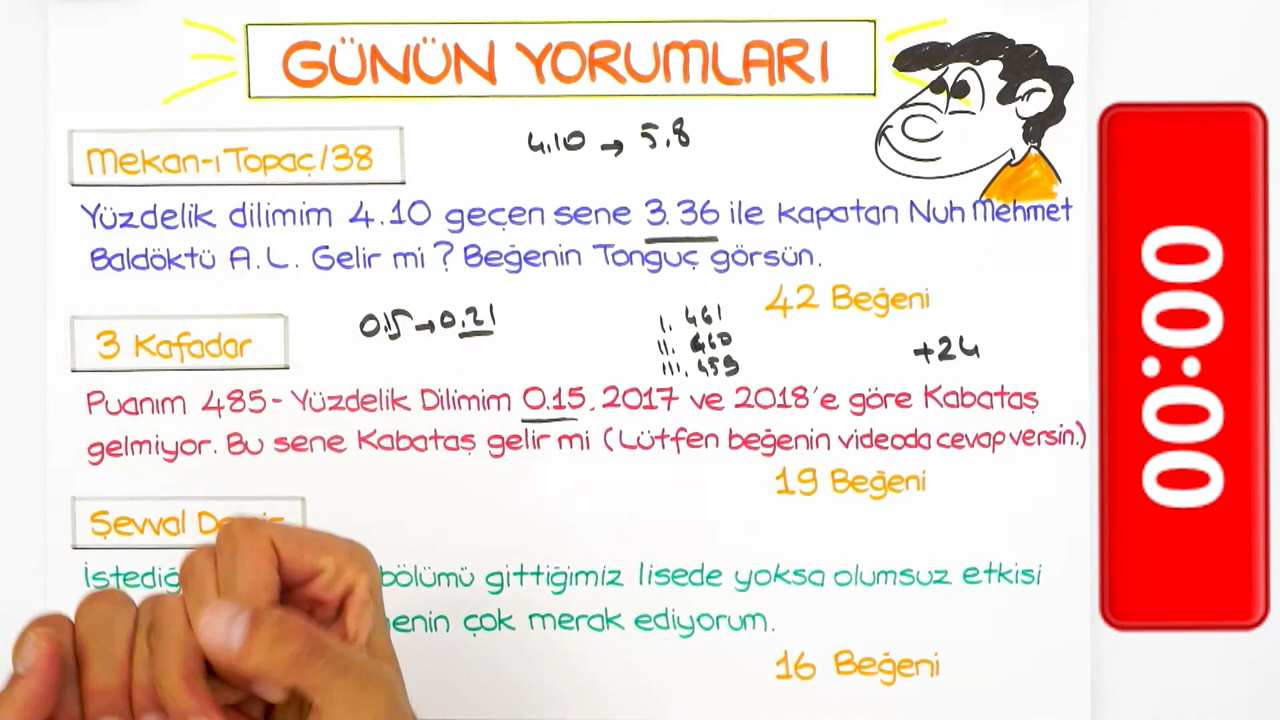 GÜNÜN YORUMLARI
4.10 → 5.8
Mekan-ı Topaç/38
Yüzdelik dilimim 4.10 geçen sene 3.36 ile kapatan Nuh Mehmet
Baldöktü A.L. Gelir mi? Beğenin Tonguç görsün.
42 Beğeni
0.15 → 0.21
I. 461
II. 460
III. 459
+24
3 Kafadar
Puanım 485- Yüzdelik Dilimim 0.15. 2017 ve 2018'e göre Kabataş
gelmiyor. Bu sene Kabataş gelir mi (Lütfen beğenin videoda cevap versin.)
19 Beğeni
Şevval
bölümü gittiğimiz lisede yoksa olumsuz etkisi
çok merak ediyorum.
16 Beğeni
00:00